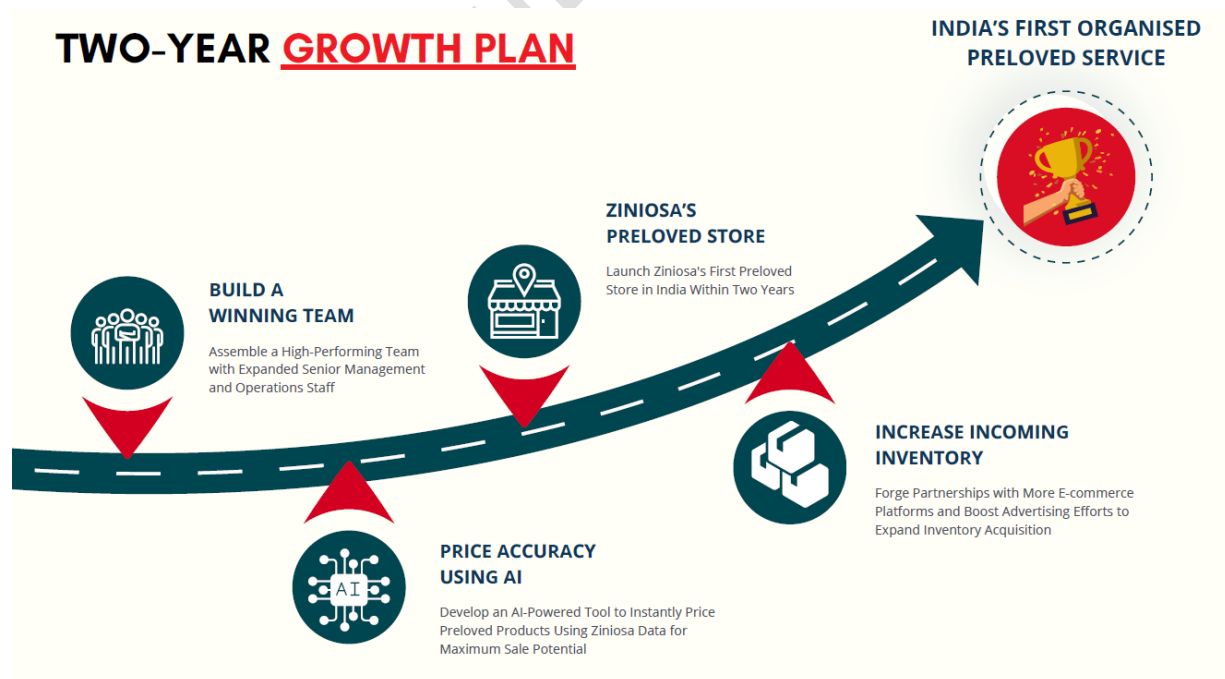 TWO-YEAR GROWTH PLAN
INDIA'S FIRST ORGANISED
PRELOVED SERVICE
BUILD A
WINNING TEAM
Assemble a High-Performing Team
with Expanded Senior Management
and Operations Staff
PRICE ACCURACY
USING AI
Develop an AI-Powered Tool to Instantly Price
Preloved Products Using Ziniosa Data for
Maximum Sale Potential
AI
ZINIOSA'S
PRELOVED STORE
Launch Ziniosa's First Preloved
Store in India Within Two Years
INCREASE INCOMING
INVENTORY
Forge Partnerships with More E-commerce
Platforms and Boost Advertising Efforts to
Expand Inventory Acquisition